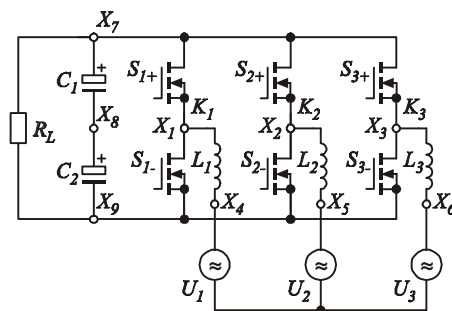 X7
S1+ S2+ S3+
C1
K1 K2 K3
X8 X1 X2 X3
RL
C2 S1- L1 S2- L2 S3- L3
X9
X4 X5 X6
U1 U2 U3